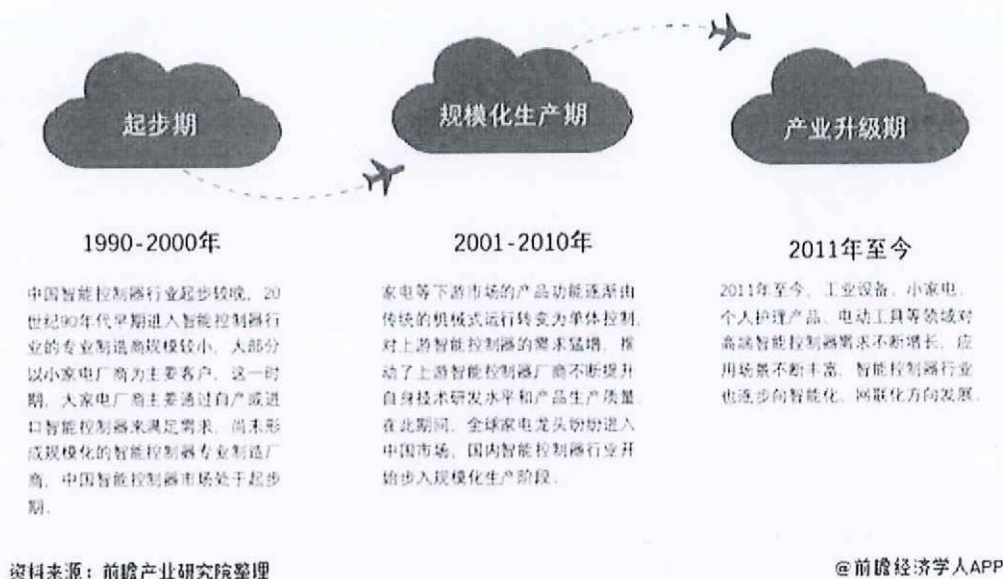 起步期
规模化生产期
产业升级期
1990-2000年
2001-2010年
2011年至今
中国智能控制器行业起步较晚，20
世纪90年代早期进入智能控制器行
业的专业制造商规模较小，大部分
以小家电厂商为主要客户，这一时
期，大家电厂商主要通过自产或进
口智能控制器来满足需求，尚未形
成规模化的智能控制器专业制造厂
商，中国智能控制器市场处于起步
期。
家电等下游市场的产品功能逐渐由
传统的机械式运行转变为单体控制，
对上游智能控制器的需求猛增，推
动了上游智能控制器厂商不断提升
自身技术研发水平和产品生产质量，
在此期间，全球家电龙头纷纷进入
中国市场，国内智能控制器行业开
始步入规模化生产阶段。
2011年至今，工业设备、小家电、
个人护理产品、电动工具等领域对
高端智能控制器需求不断增长，应
用场景不断丰富，智能控制器行业
也逐步向智能化、网联化方向发展。
资料来源：前瞻产业研究院整理
@前瞻经济学人APP